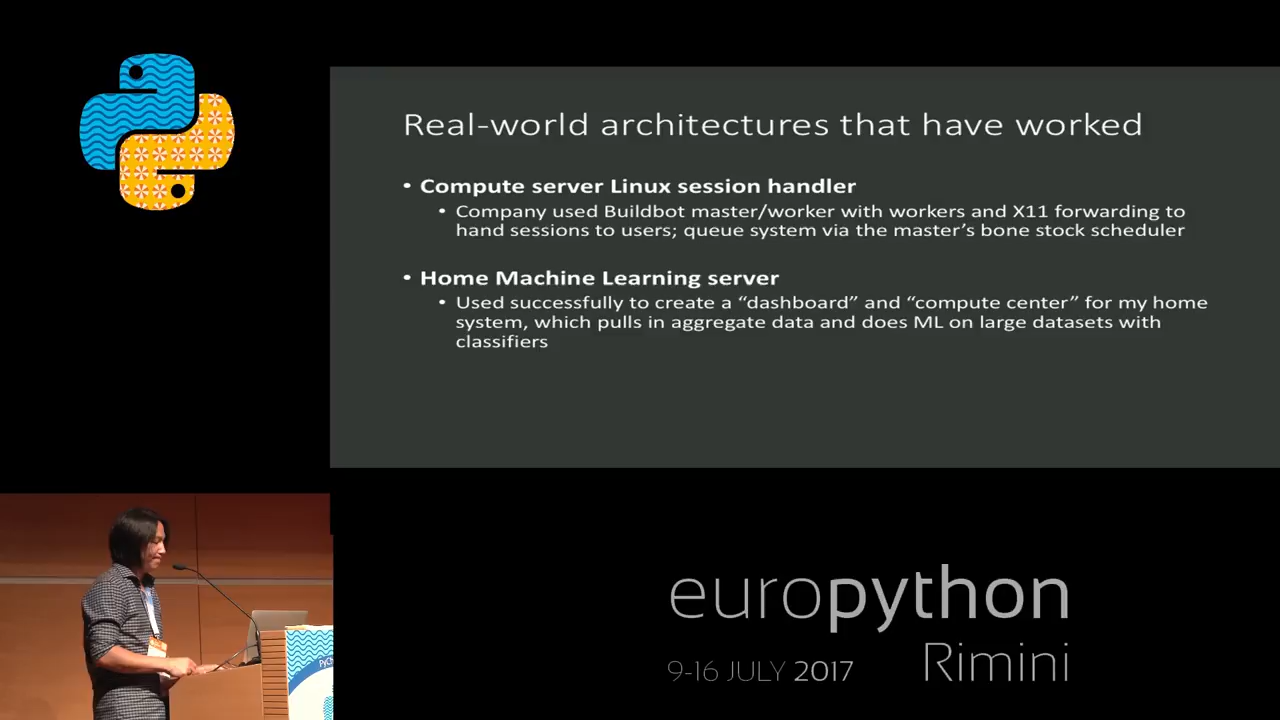 Real-world architectures that have worked
• Compute server Linux session handler
• Company used Buildbot master/worker with workers and X11 forwarding to
hand sessions to users; queue system via the master’s bone stock scheduler
• Home Machine Learning server
• Used successfully to create a “dashboard” and “compute center” for my home
system, which pulls in aggregate data and does ML on large datasets with
classifiers
europython
9-16 JULY 2017
Rimini